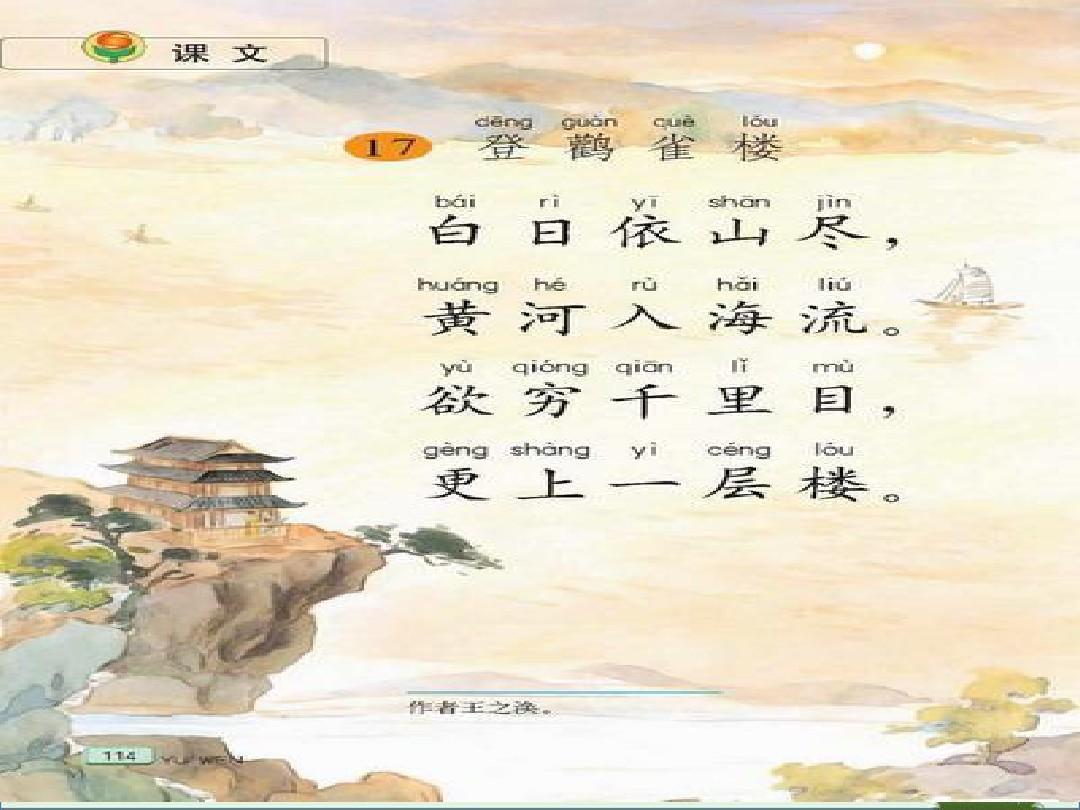 课 文
dēng guàn què lóu
17 登 鹳 雀 楼
bái rì yī shān jìn
白 日 依 山 尽，
huáng hé rù hǎi liú
黄 河 入 海 流。
yù qióng qiān lǐ mù
欲 穷 千 里 目，
gèng shàng yì céng lóu
更 上 一 层 楼。
作者王之涣。
114 YU WEN